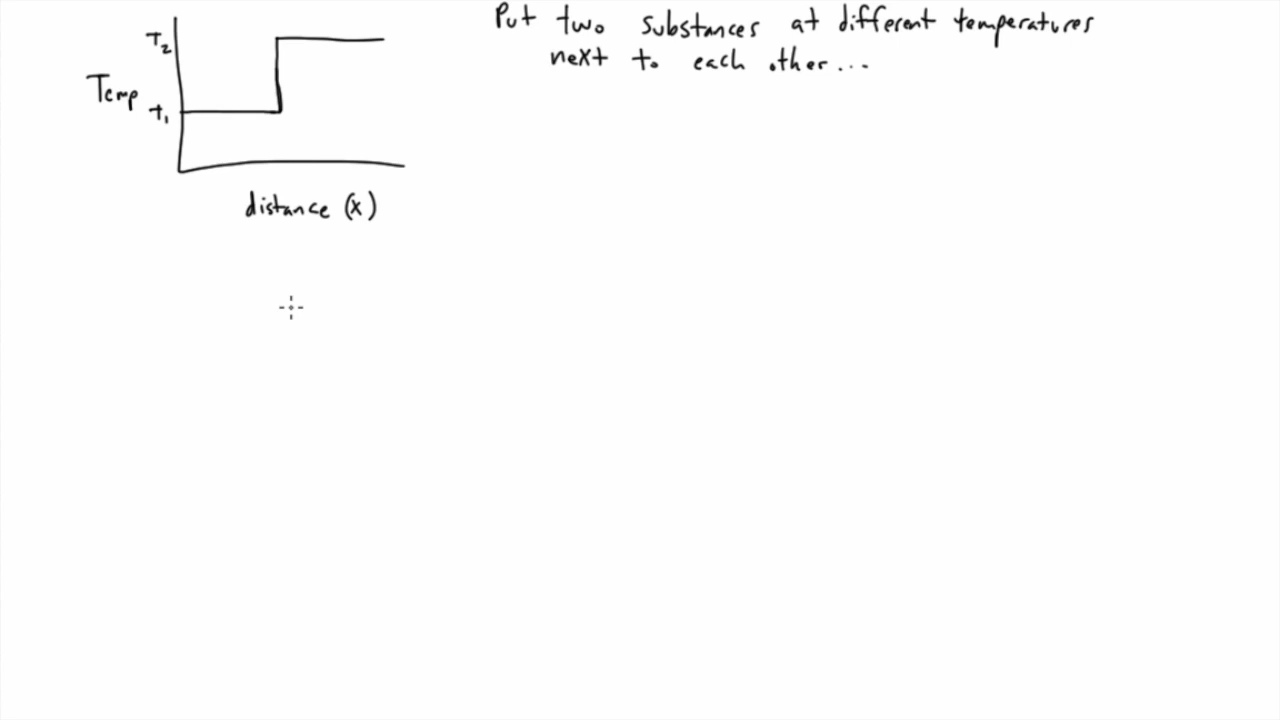 Put two substances at different temperatures
next to each other...
T₂
Temp
T₁
distance (x)